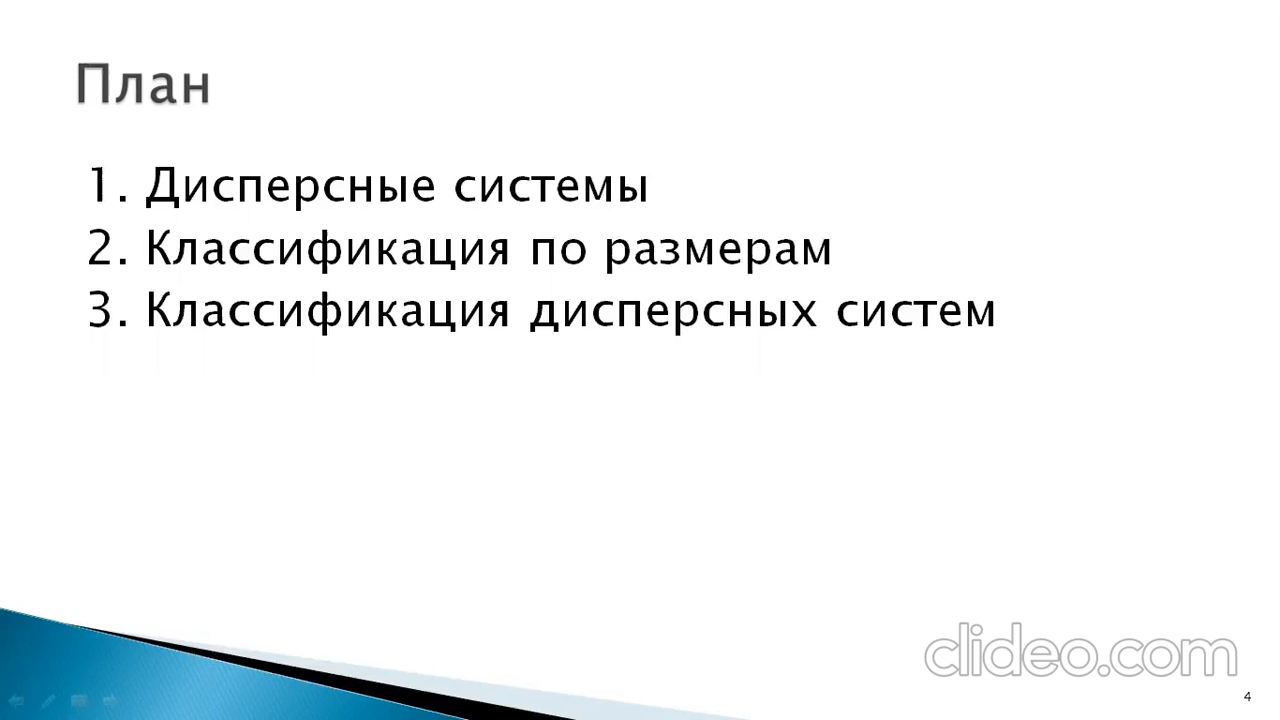 План
1. Дисперсные системы
2. Классификация по размерам
3. Классификация дисперсных систем
clideo.com
4